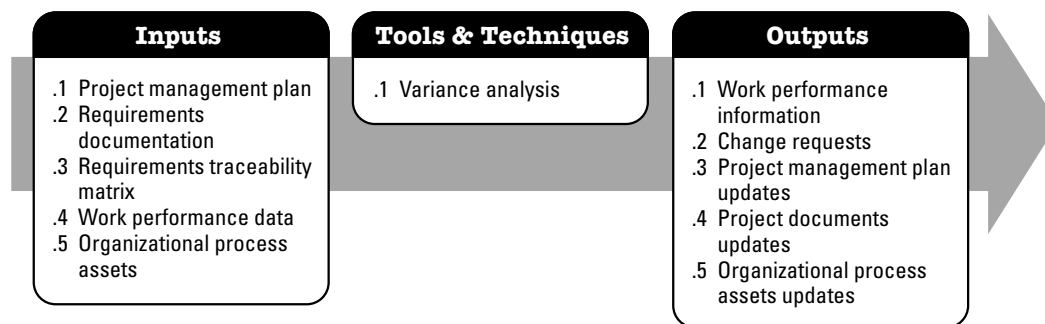 Inputs
.1 Project management plan
.2 Requirements
documentation
.3 Requirements traceability
matrix
.4 Work performance data
.5 Organizational process
assets
Tools & Techniques
.1 Variance analysis
Outputs
.1 Work performance
information
.2 Change requests
.3 Project management plan
updates
.4 Project documents
updates
.5 Organizational process
assets updates